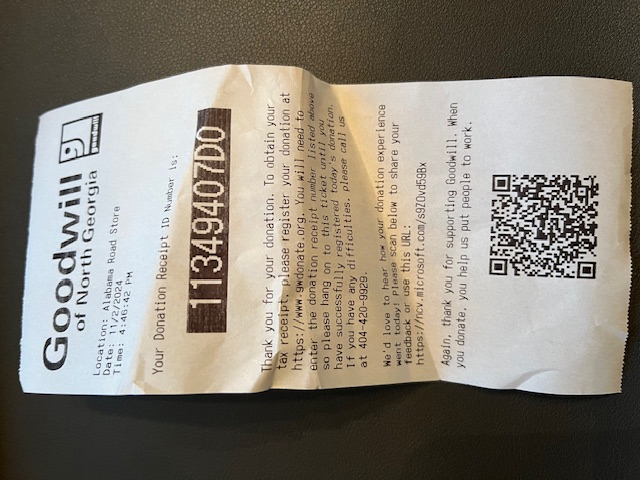 Goodwill
goodwill
of North Georgia
Location: Alabama Road Store
Date: 11/2/2024
Time: 4:46:42 PM
Your Donation Receipt ID Number is:
11349407D0
Thank you for your donation. To obtain your
tax receipt, please register your donation at
https://www.gwdonate.org. You will need to
enter the donation receipt number listed above
so please hang on to this ticket until you
have successfully registered today's donation.
If you have any difficulties, please call us
at 404-420-9929.
We'd love to hear how your donation experience
went today! Please scan below to share your
feedback or use this URL:
https://ncv.microsoft.com/s9ZOvd59Bx
Again, thank you for supporting Goodwill. When
you donate, you help us put people to work.